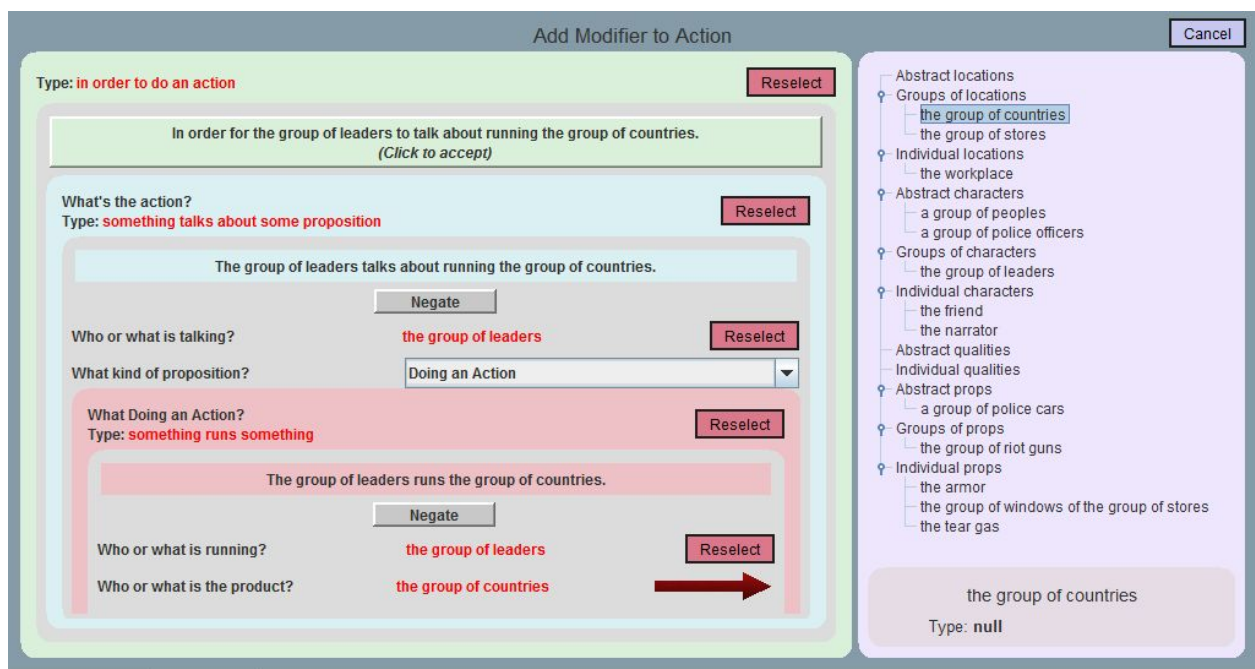 Add Modifier to Action
Cancel
Type: in order to do an action
Reselect
In order for the group of leaders to talk about running the group of countries.
(Click to accept)
What's the action?
Type: something talks about some proposition
Reselect
The group of leaders talks about running the group of countries.
Negate
Who or what is talking?
the group of leaders
Reselect
What kind of proposition?
Doing an Action
What Doing an Action?
Type: something runs something
Reselect
The group of leaders runs the group of countries.
Negate
Who or what is running?
the group of leaders
Reselect
Who or what is the product?
the group of countries
Abstract locations
Groups of locations
the group of countries
the group of stores
Individual locations
the workplace
Abstract characters
a group of peoples
a group of police officers
Groups of characters
the group of leaders
Individual characters
the friend
the narrator
Abstract qualities
Individual qualities
Abstract props
a group of police cars
Groups of props
the group of riot guns
Individual props
the armor
the group of windows of the group of stores
the tear gas
the group of countries
Type: null